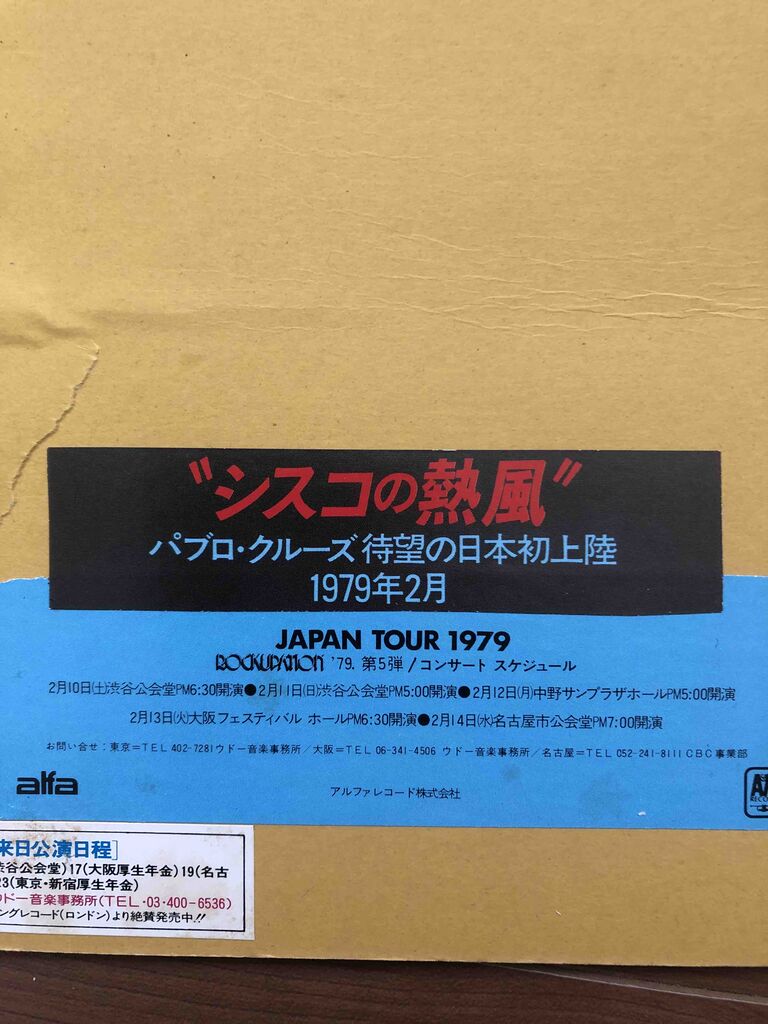 "シスコの熱風"
パブロ・クルーズ待望の日本初上陸
1979年2月
JAPAN TOUR 1979
ROCKUPATION '79. 第5弾/コンサート スケジュール
2月10日(土)渋谷公会堂PM6:30開演●2月11日(日)渋谷公会堂PM5:00開演●2月12日(月)中野サンプラザホールPM5:00開演
2月13日(火)大阪フェスティバル ホールPM6:30開演●2月14日(水)名古屋市公会堂PM7:00開演
お問い合せ:東京=TEL 402-7281ウドー音楽事務所/大阪=TEL 06-341-4506 ウドー音楽事務所/名古屋=TEL 052-241-8111 CBC事業部
alfa
アルファレコード株式会社
来日公演日程]
渋谷公会堂)17(大阪厚生年金)19(名古
23(東京・新宿厚生年金)
ウドー音楽事務所(TEL・03・400-6536)
ングレコード(ロンドン)より絶賛発売中!!